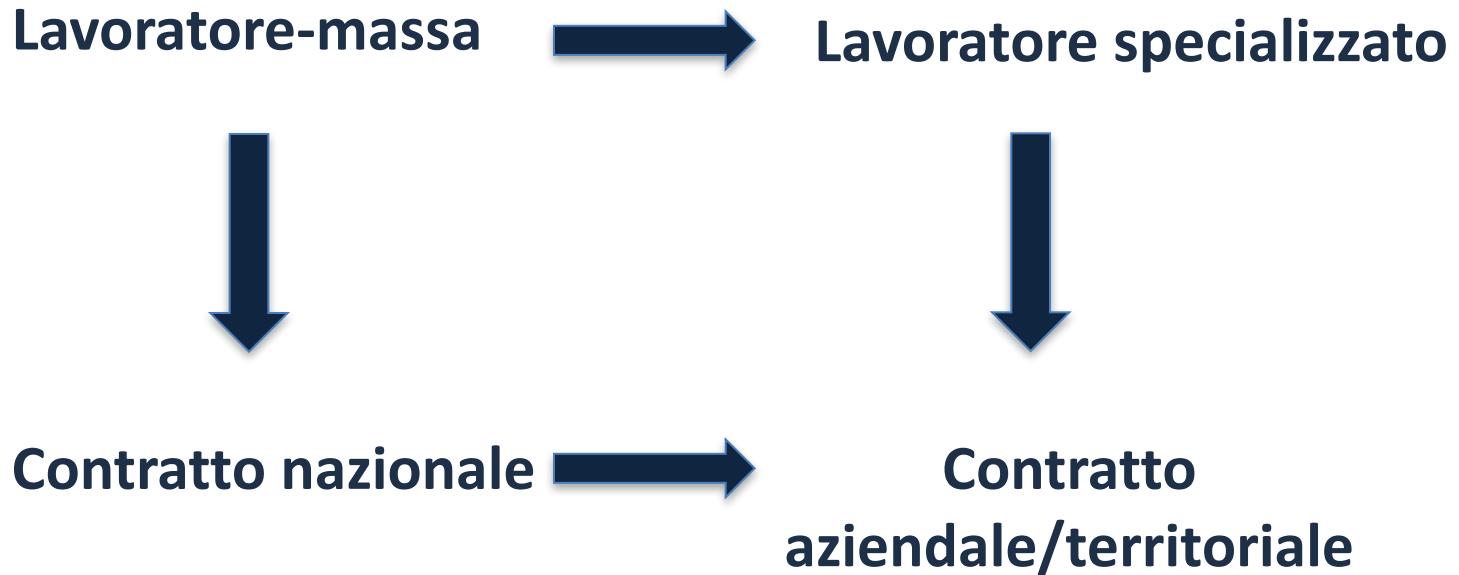 Lavoratore-massa
Lavoratore specializzato
Contratto nazionale
Contratto
aziendale/territoriale